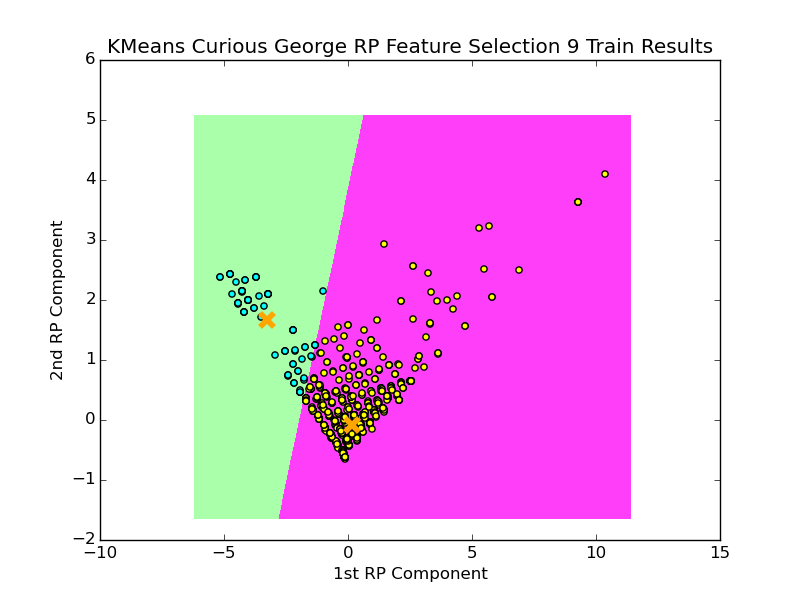 KMeans Curious George RP Feature Selection 9 Train Results
6
5
4
3
2
1
0
−1
−2
2nd RP Component
−10 −5 0 5 10 15
1st RP Component